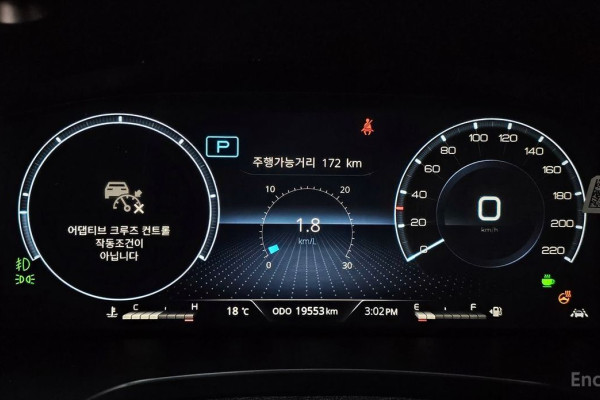 P
주행가능거리 172 km
10 20
1.8
km/L
0 30
어댑티브 크루즈 컨트롤
작동조건이
아닙니다
0 20 40 60 80 100 120 140 160 180 200 220
0
km/h
C H
18 °C
ODO 19553 km
3:02 PM
E F
Enc